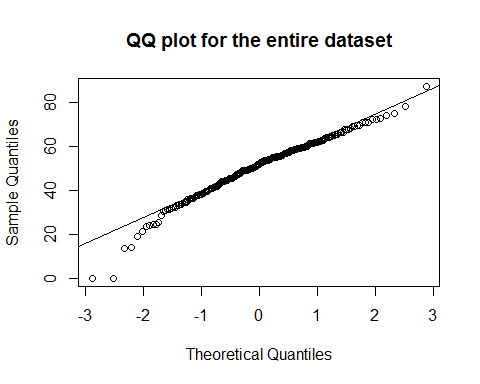 QQ plot for the entire dataset
Sample Quantiles
80
60
40
20
0
-3 -2 -1 0 1 2 3
Theoretical Quantiles